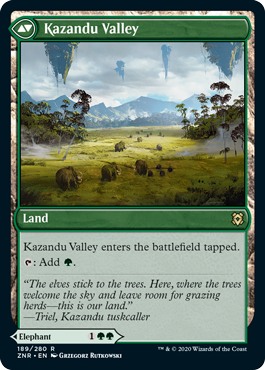 Kazandu Valley
Land
Kazandu Valley enters the battlefield tapped.
: Add .
“The elves stick to the trees. Here, where the trees
welcome the sky and leave room for grazing
herds—this is our land.”
—Triel, Kazandu tuskcaller
Elephant 1
189/280 R
ZNR • EN GRZEGORZ RUTKOWSKI
™ & © 2020 Wizards of the Coast